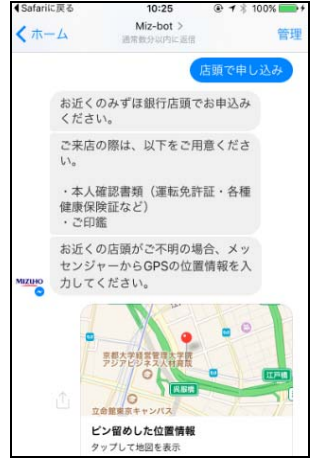 Safariに戻る 10:25 100%
ホーム Miz-bot > 管理
通常数分以内に返信
店頭で申し込み
お近くのみずほ銀行店頭でお申込み
ください。
ご来店の際は、以下をご用意くださ
い。
・本人確認書類（運転免許証・各種
健康保険証など）
・ご印鑑
お近くの店頭がご不明の場合、メッ
センジャーからGPSの位置情報を入
力してください。
MIZUHO
京都大学経営管理大学院
アジアビジネス人材育成
呉服橋
江戸橋
立命館東京キャンパス
ピン留めした位置情報
タップして地図を表示